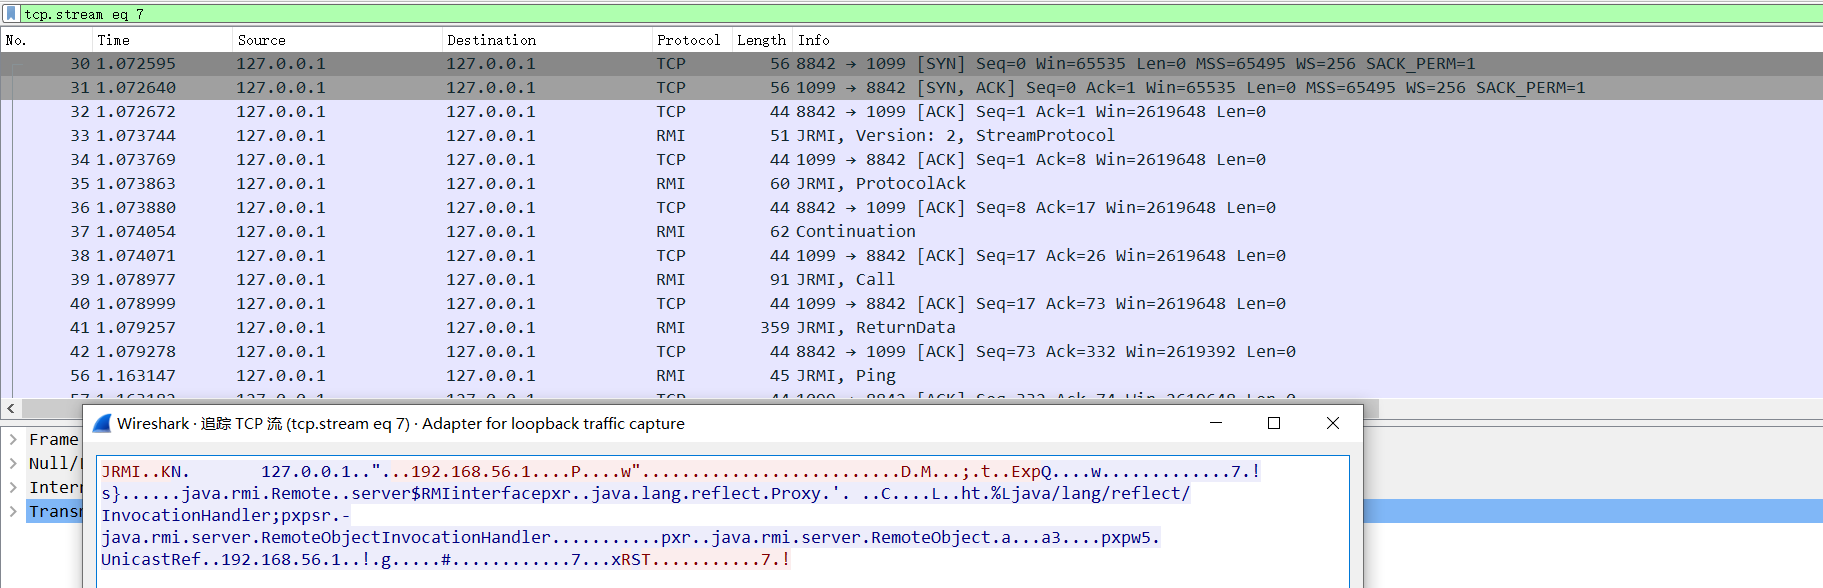 tcp.stream eq 7
No. Time Source Destination Protocol Length Info
30 1.072595 127.0.0.1 127.0.0.1 TCP 56 8842 → 1099 [SYN] Seq=0 Win=65535 Len=0 MSS=65495 WS=256 SACK_PERM=1
31 1.072640 127.0.0.1 127.0.0.1 TCP 56 1099 → 8842 [SYN, ACK] Seq=0 Ack=1 Win=65535 Len=0 MSS=65495 WS=256 SACK_PERM=1
32 1.072672 127.0.0.1 127.0.0.1 TCP 44 8842 → 1099 [ACK] Seq=1 Ack=1 Win=2619648 Len=0
33 1.073744 127.0.0.1 127.0.0.1 RMI 51 JRMI, Version: 2, StreamProtocol
34 1.073769 127.0.0.1 127.0.0.1 TCP 44 1099 → 8842 [ACK] Seq=1 Ack=8 Win=2619648 Len=0
35 1.073863 127.0.0.1 127.0.0.1 RMI 60 JRMI, ProtocolAck
36 1.073880 127.0.0.1 127.0.0.1 TCP 44 8842 → 1099 [ACK] Seq=8 Ack=17 Win=2619648 Len=0
37 1.074054 127.0.0.1 127.0.0.1 RMI 62 Continuation
38 1.074071 127.0.0.1 127.0.0.1 TCP 44 1099 → 8842 [ACK] Seq=17 Ack=26 Win=2619648 Len=0
39 1.078977 127.0.0.1 127.0.0.1 RMI 91 JRMI, Call
40 1.078999 127.0.0.1 127.0.0.1 TCP 44 1099 → 8842 [ACK] Seq=17 Ack=73 Win=2619648 Len=0
41 1.079257 127.0.0.1 127.0.0.1 RMI 359 JRMI, ReturnData
42 1.079278 127.0.0.1 127.0.0.1 TCP 44 8842 → 1099 [ACK] Seq=73 Ack=332 Win=2619392 Len=0
56 1.163147 127.0.0.1 127.0.0.1 RMI 45 JRMI, Ping
Wireshark · 追踪 TCP 流 (tcp.stream eq 7) · Adapter for loopback traffic capture
Frame
Null/
Inter
Trans
JRMI..KN. 127.0.0.1.."...192.168.56.1....P....w"..........................D.M...;.t..ExpQ....w.............7.!
s}......java.rmi.Remote..server$RMIinterfacepxr..java.lang.reflect.Proxy.'. ..C....L..ht.%Ljava/lang/reflect/
InvocationHandler;pxpsr.-
java.rmi.server.RemoteObjectInvocationHandler...........pxr..java.rmi.server.RemoteObject.a...a3....pxpw5.
UnicastRef..192.168.56.1..!.g.....#............7...xRST...........7.!